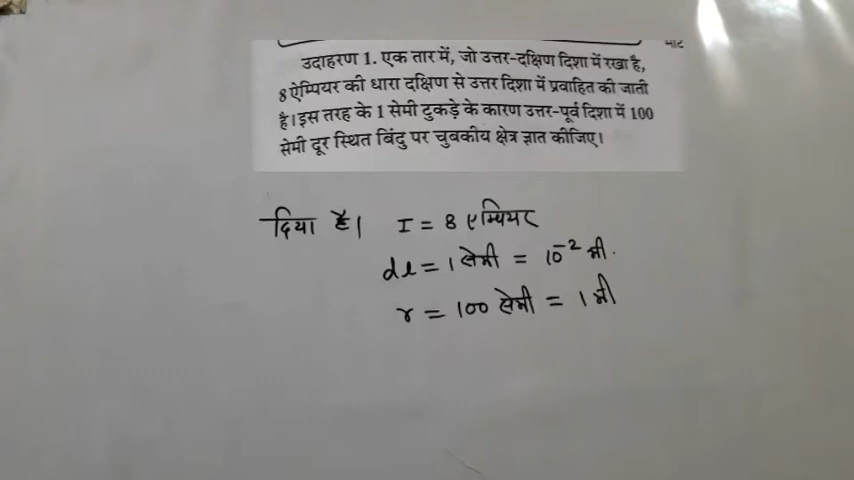 उदाहरण 1. एक तार में, जो उत्तर-दक्षिण दिशा में रखा है,
8 ऐम्पियर की धारा दक्षिण से उत्तर दिशा में प्रवाहित की जाती
है। इस तरह के 1 सेमी टुकड़े के कारण उत्तर-पूर्व दिशा में 100
सेमी दूर स्थित बिंदु पर चुबकीय क्षेत्र ज्ञात कीजिए।
दिया है। I = 8 एम्पियर
dl = 1 सेमी = 10⁻² मी.
r = 100 सेमी = 1 मी